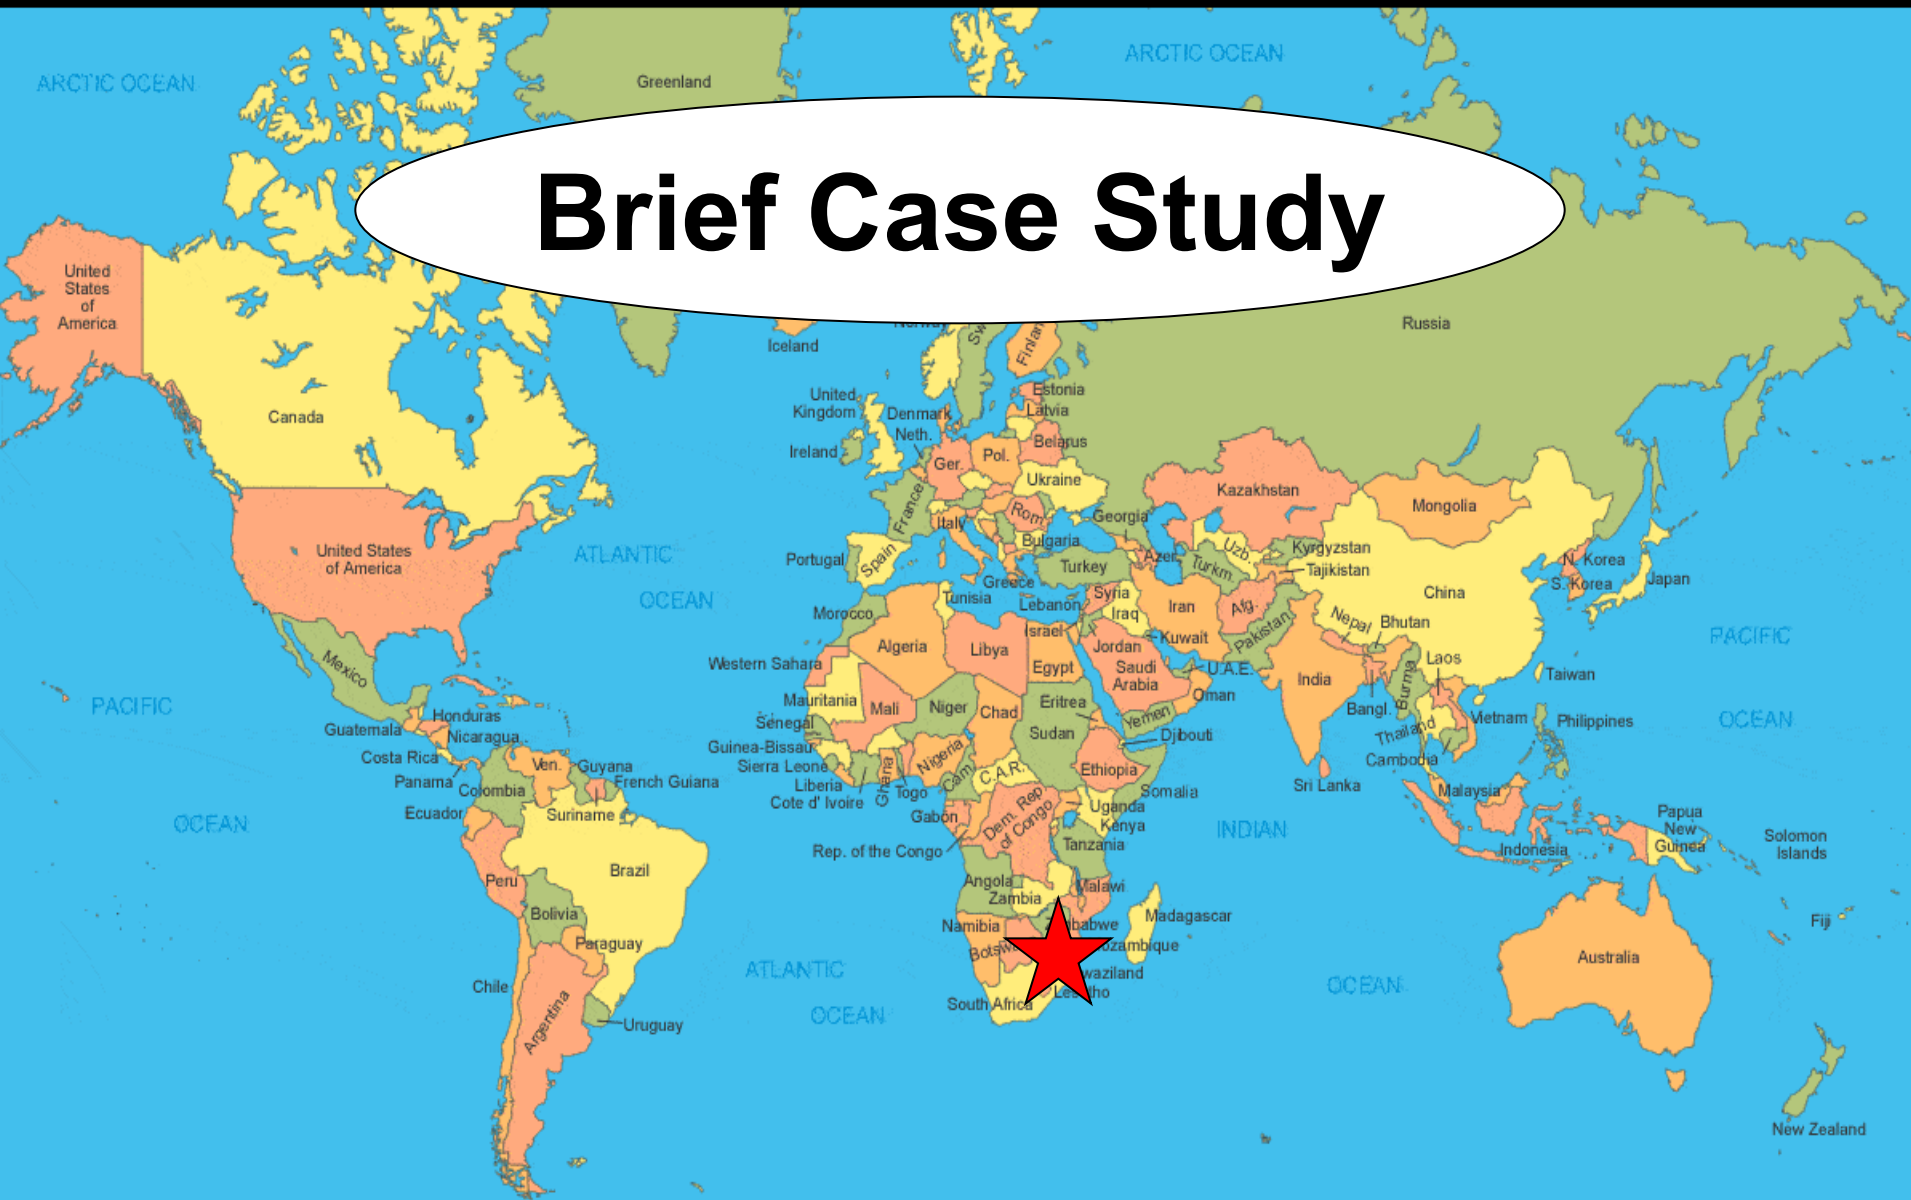 ARCTIC OCEAN
ARCTIC OCEAN
Greenland
Brief Case Study
United
States
of
America
Russia
Iceland
Canada
United
Kingdom
Ireland
Denmark
Neth.
Estonia
Latvia
Belarus
Ger.
Pol.
Ukraine
France
Rom.
Italy
Bulgaria
Georgia
Kazakhstan
Mongolia
United States
of America
ATLANTIC
OCEAN
Portugal
Spain
Greece
Turkey
Azer.
Turkm.
Uzb.
Kyrgyzstan
Tajikistan
China
N. Korea
S. Korea
Japan
Morocco
Tunisia
Lebanon
Syria
Iraq
Iran
Afg.
Pakistan
Nepal
Bhutan
Israel
Kuwait
Jordan
Algeria
Libya
Egypt
Saudi
Arabia
U.A.E.
Oman
India
Bangl.
Burma
Laos
Taiwan
PACIFIC
OCEAN
Mexico
PACIFIC
OCEAN
Western Sahara
Mauritania
Mali
Niger
Chad
Eritrea
Sudan
Yemen
Djibouti
Vietnam
Thailand
Cambodia
Philippines
Guatemala
Honduras
Nicaragua
Costa Rica
Panama
Senegal
Guinea-Bissau
Sierra Leone
Liberia
Cote d' Ivoire
Ghana
Togo
Nigeria
Cam.
C.A.R.
Ethiopia
Somalia
Sri Lanka
Malaysia
Ven.
Guyana
French Guiana
Colombia
Suriname
Ecuador
Gabon
Rep. of the Congo
Dem. Rep
of Congo
Uganda
Kenya
Tanzania
INDIAN
OCEAN
Indonesia
Papua
New
Guinea
Solomon
Islands
Brazil
Peru
Bolivia
Paraguay
Chile
Argentina
Uruguay
ATLANTIC
OCEAN
Angola
Zambia
Malawi
Namibia
Madagascar
South Africa
Australia
Fiji
New Zealand